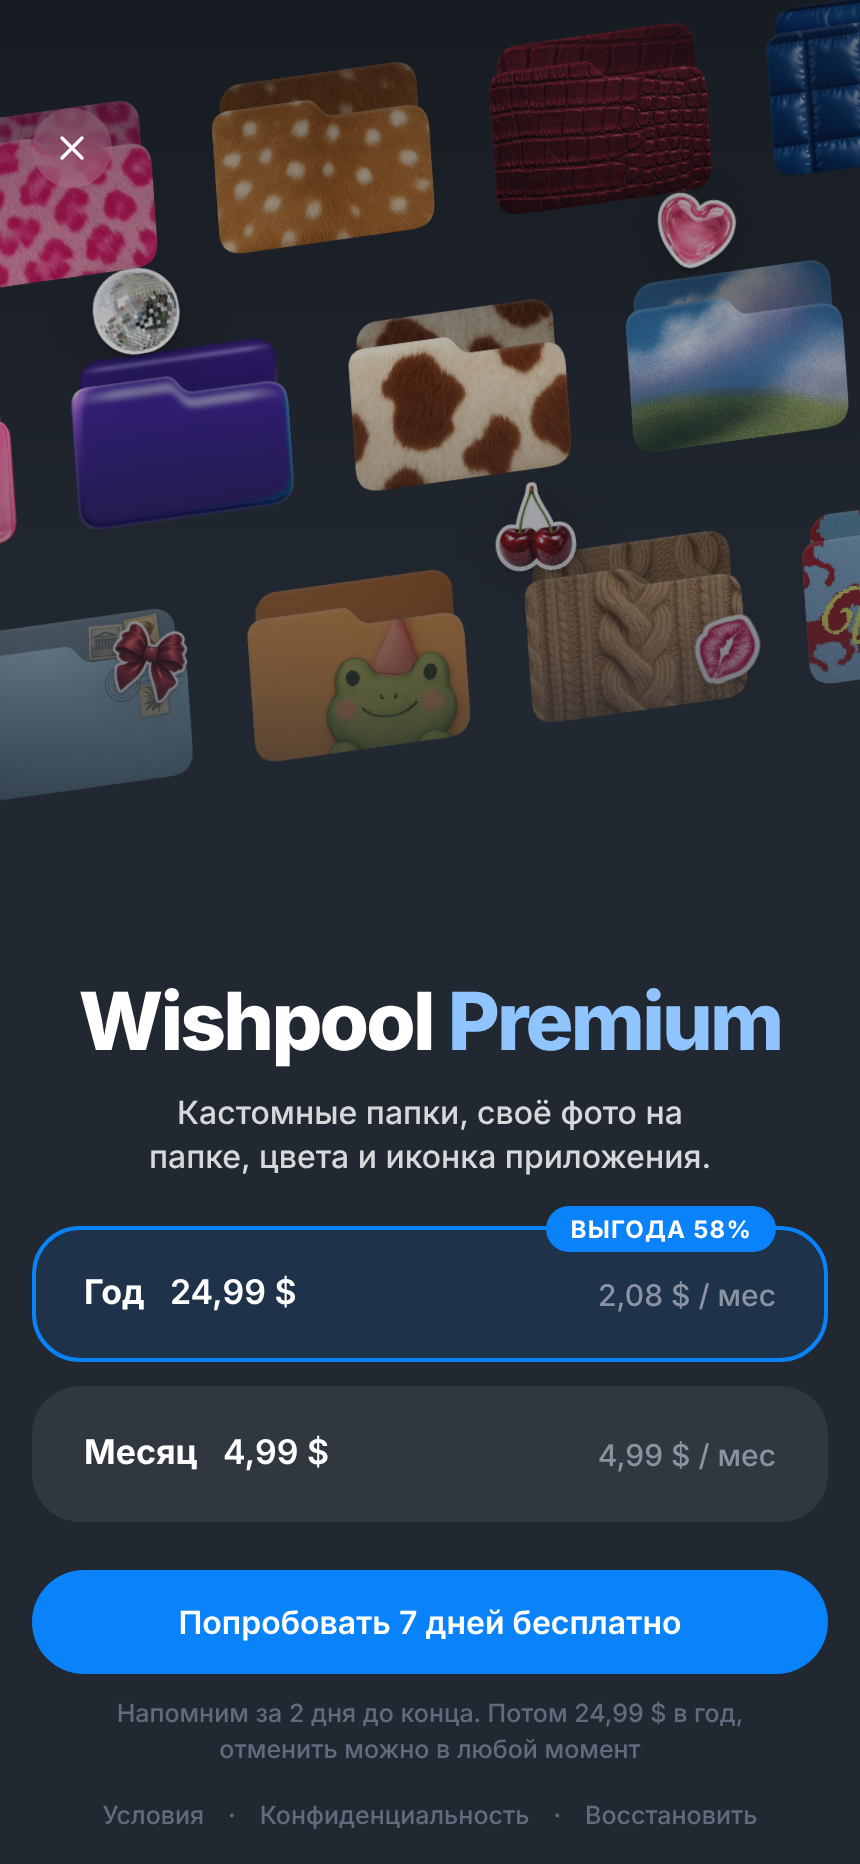 Wishpool Premium
Кастомные папки, своё фото на
папке, цвета и иконка приложения.
ВЫГОДА 58%
Год 24,99 $ 2,08 $ / мес
Месяц 4,99 $ 4,99 $ / мес
Попробовать 7 дней бесплатно
Напомним за 2 дня до конца. Потом 24,99 $ в год,
отменить можно в любой момент
Условия · Конфиденциальность · Восстановить